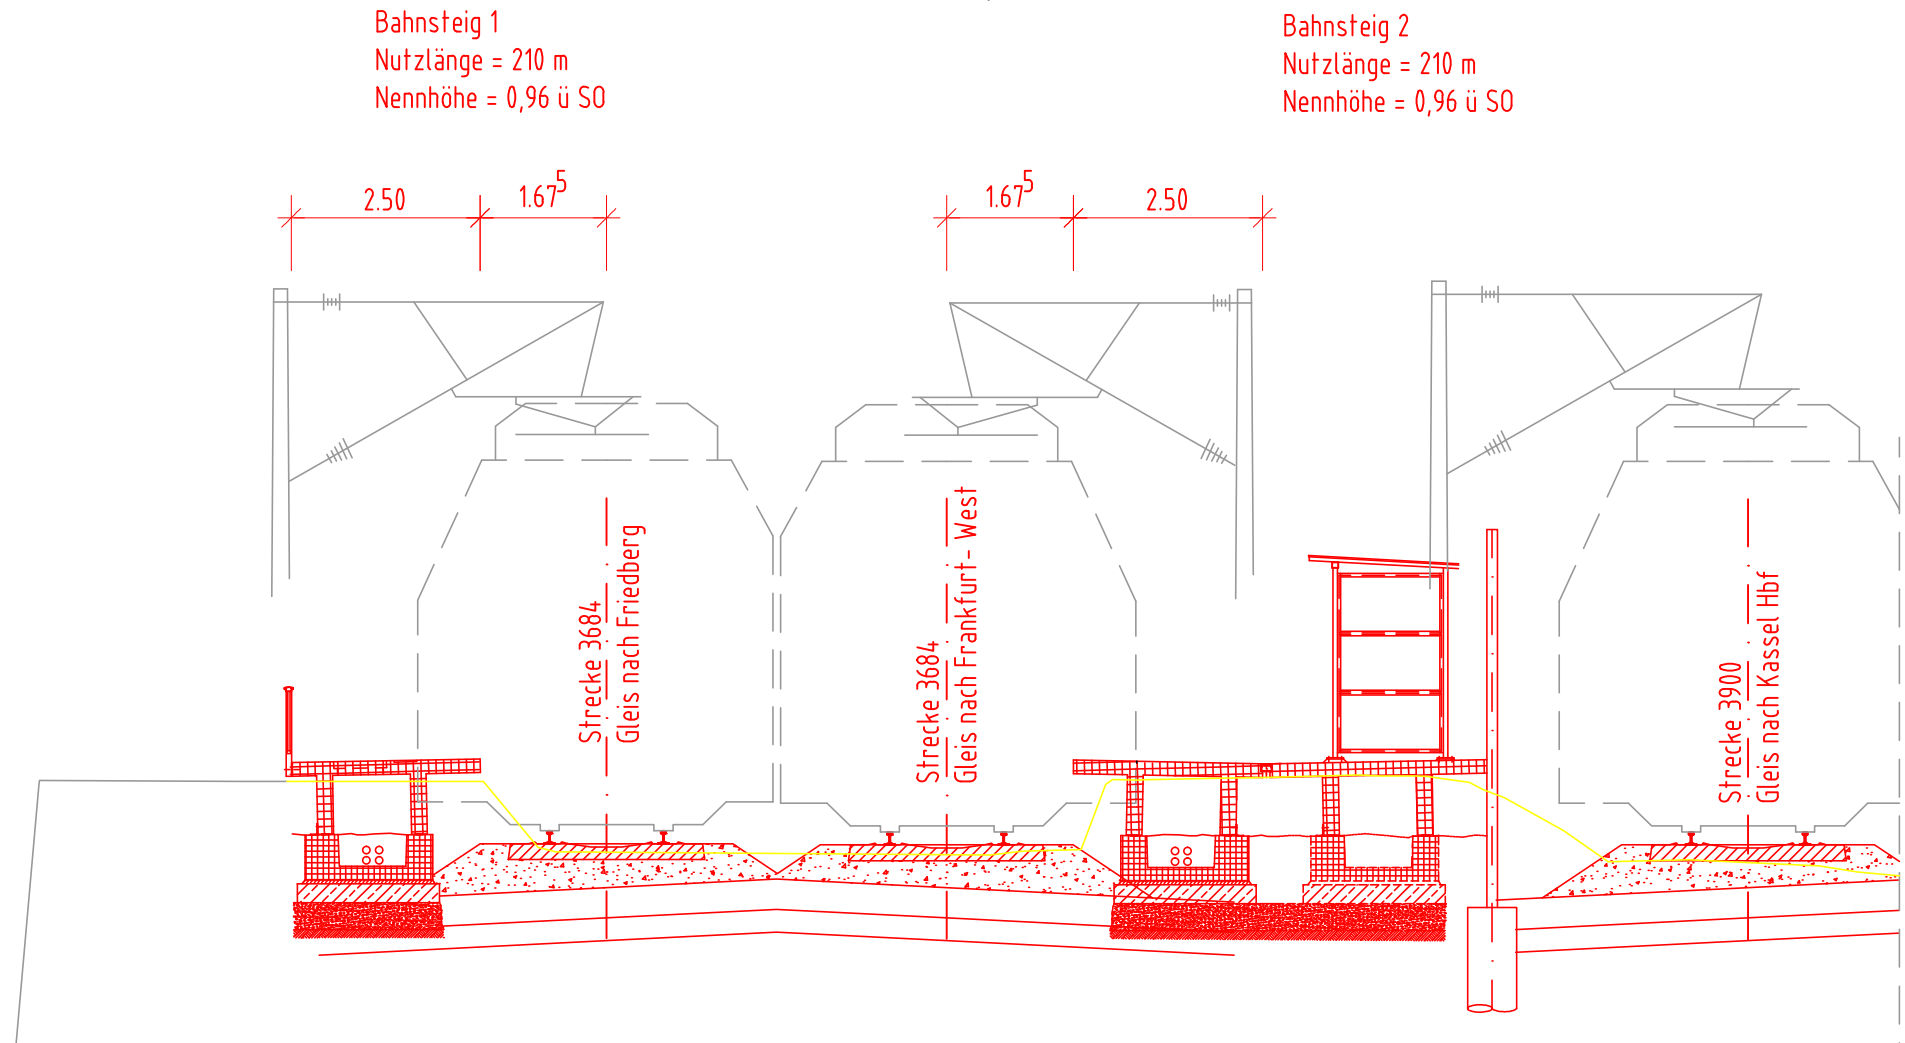 Bahnsteig 1
Nutzlänge = 210 m
Nennhöhe = 0,96 ü SO
Bahnsteig 2
Nutzlänge = 210 m
Nennhöhe = 0,96 ü SO
2.50
1.67⁵
1.67⁵
2.50
Strecke 3684
Gleis nach Friedberg
Strecke 3684
Gleis nach Frankfurt- West
Strecke 3900
Gleis nach Kassel Hbf